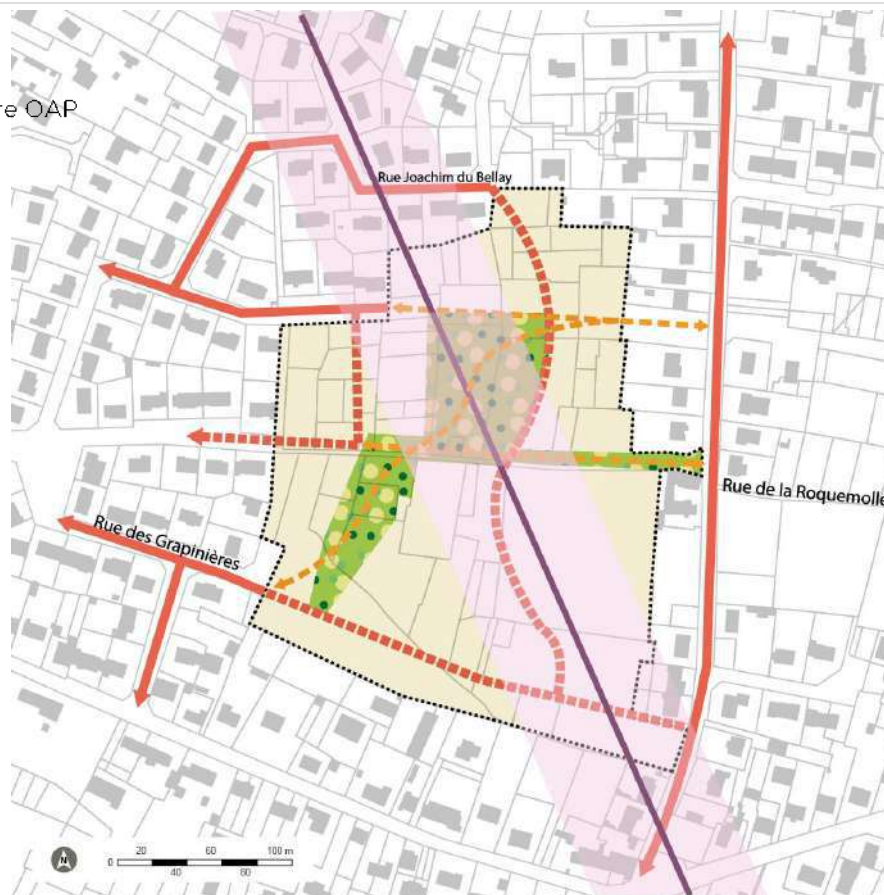 re OAP
Rue Joachim du Bellay
Rue de la Roquemolle
Rue des Grapinières
N
20 60 100 m
0
40 80